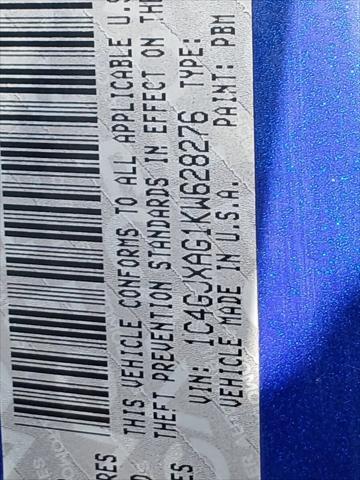 THIS VEHICLE CONFORMS TO ALL APPLICABLE U.S
THEFT PREVENTION STANDARDS IN EFFECT ON TH
VIN: 1C4GJXAG1KW628276 TYPE:
VEHICLE MADE IN U.S.A. PAINT: PBM